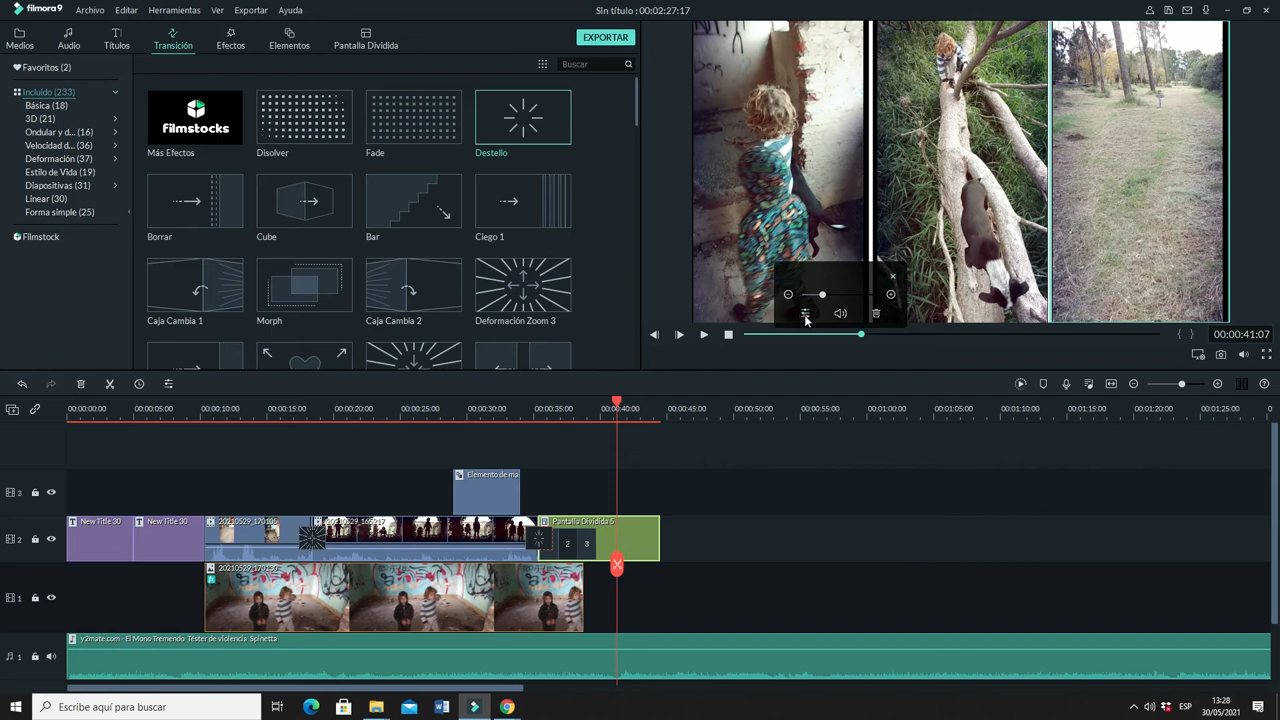 filmora9 Archivo Editar Herramientas Ver Exportar Ayuda
Sin título : 00:02:27:17
Medios Audio Títulos Transición Efectos Elementos Pantalla Dividida
EXPORTAR
Favoritos (2)
Buscar
Incluido (233)
Básica (18)
3D (21)
Ondular y d... (16)
Velocidad d... (36)
Deformación (37)
Estilo de Vida (19)
Diapositivas (31)
Linear (30)
Forma simple (25)
Filmstock
filmstocks
Más Efectos Disolver Fade Destello
Borrar Cube Bar Ciego 1
Caja Cambia 1 Morph Caja Cambia 2 Deformación Zoom 3
00:00:41:07
00:00:00:00 00:00:05:00 00:00:10:00 00:00:15:00 00:00:20:00 00:00:25:00 00:00:30:00 00:00:35:00 00:00:40:00 00:00:45:00 00:00:50:00 00:00:55:00 00:01:00:00 00:01:05:00 00:01:10:00 00:01:15:00 00:01:20:00 00:01:25:00 0
3
Elemento de ma
2
New Title 30 New Title 30 20210529_170106 Pantalla Dividida 5
2 3
1
20210529_170130
1
y2mate.com - El Mono Tremendo Téster de violencia Spinetta
Escribe aquí para buscar
ESP
13:28
30/05/2021